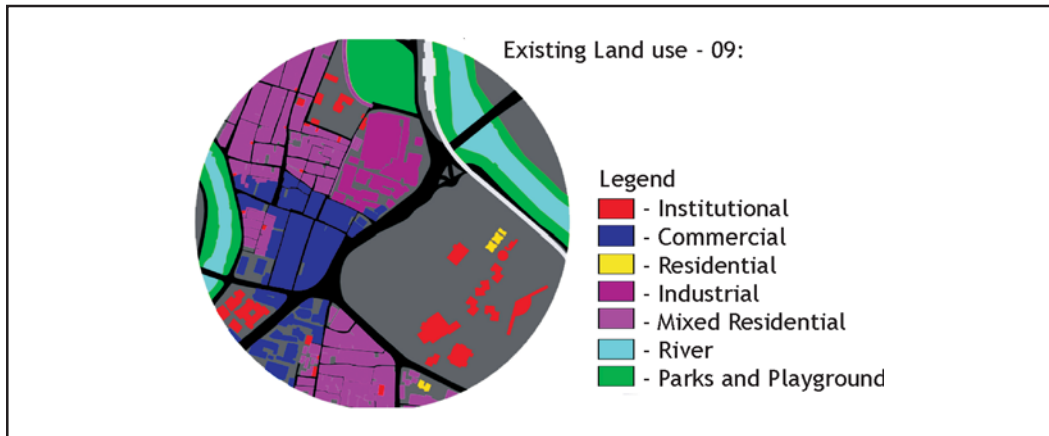 Existing Land use - 09:
Legend
- Institutional
- Commercial
- Residential
- Industrial
- Mixed Residential
- River
- Parks and Playground